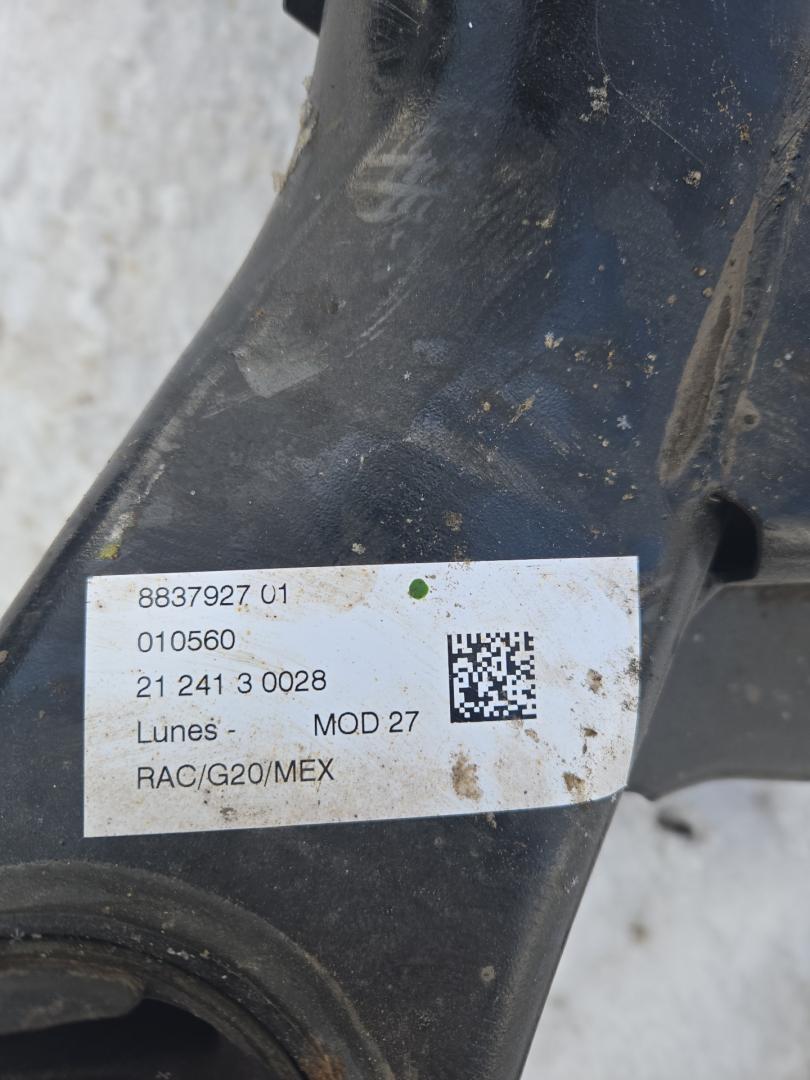 8837927 01
010560
21 241 3 0028
Lunes - MOD 27
RAC/G20/MEX